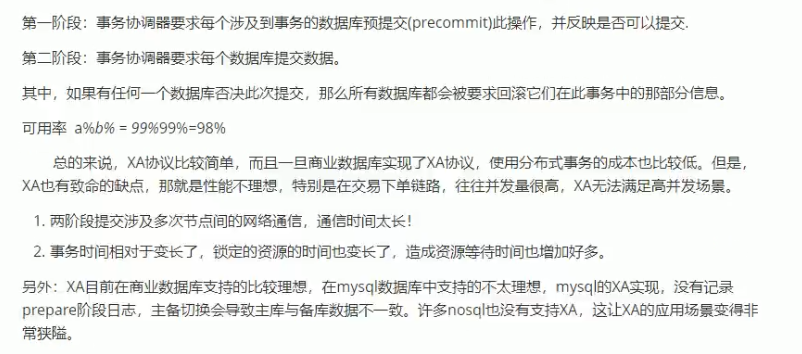 第一阶段：事务协调器要求每个涉及到事务的数据库预提交(precommit)此操作，并反映是否可以提交.
第二阶段：事务协调器要求每个数据库提交数据。
其中，如果有任何一个数据库否决此次提交，那么所有数据库都会被要求回滚它们在此事务中的那部分信息。
可用率 a%b% = 99%99%=98%
总的来说，XA协议比较简单，而且一旦商业数据库实现了XA协议，使用分布式事务的成本也比较低。但是，
XA也有致命的缺点，那就是性能不理想，特别是在交易下单链路，往往并发量很高，XA无法满足高并发场景。
1. 两阶段提交涉及多次节点间的网络通信，通信时间太长！
2. 事务时间相对于变长了，锁定的资源的时间也变长了，造成资源等待时间也增加好多。
另外：XA目前在商业数据库支持的比较理想，在mysql数据库中支持的不太理想，mysql的XA实现，没有记录
prepare阶段日志，主备切换会导致主库与备库数据不一致。许多nosql也没有支持XA，这让XA的应用场景变得非
常狭隘。